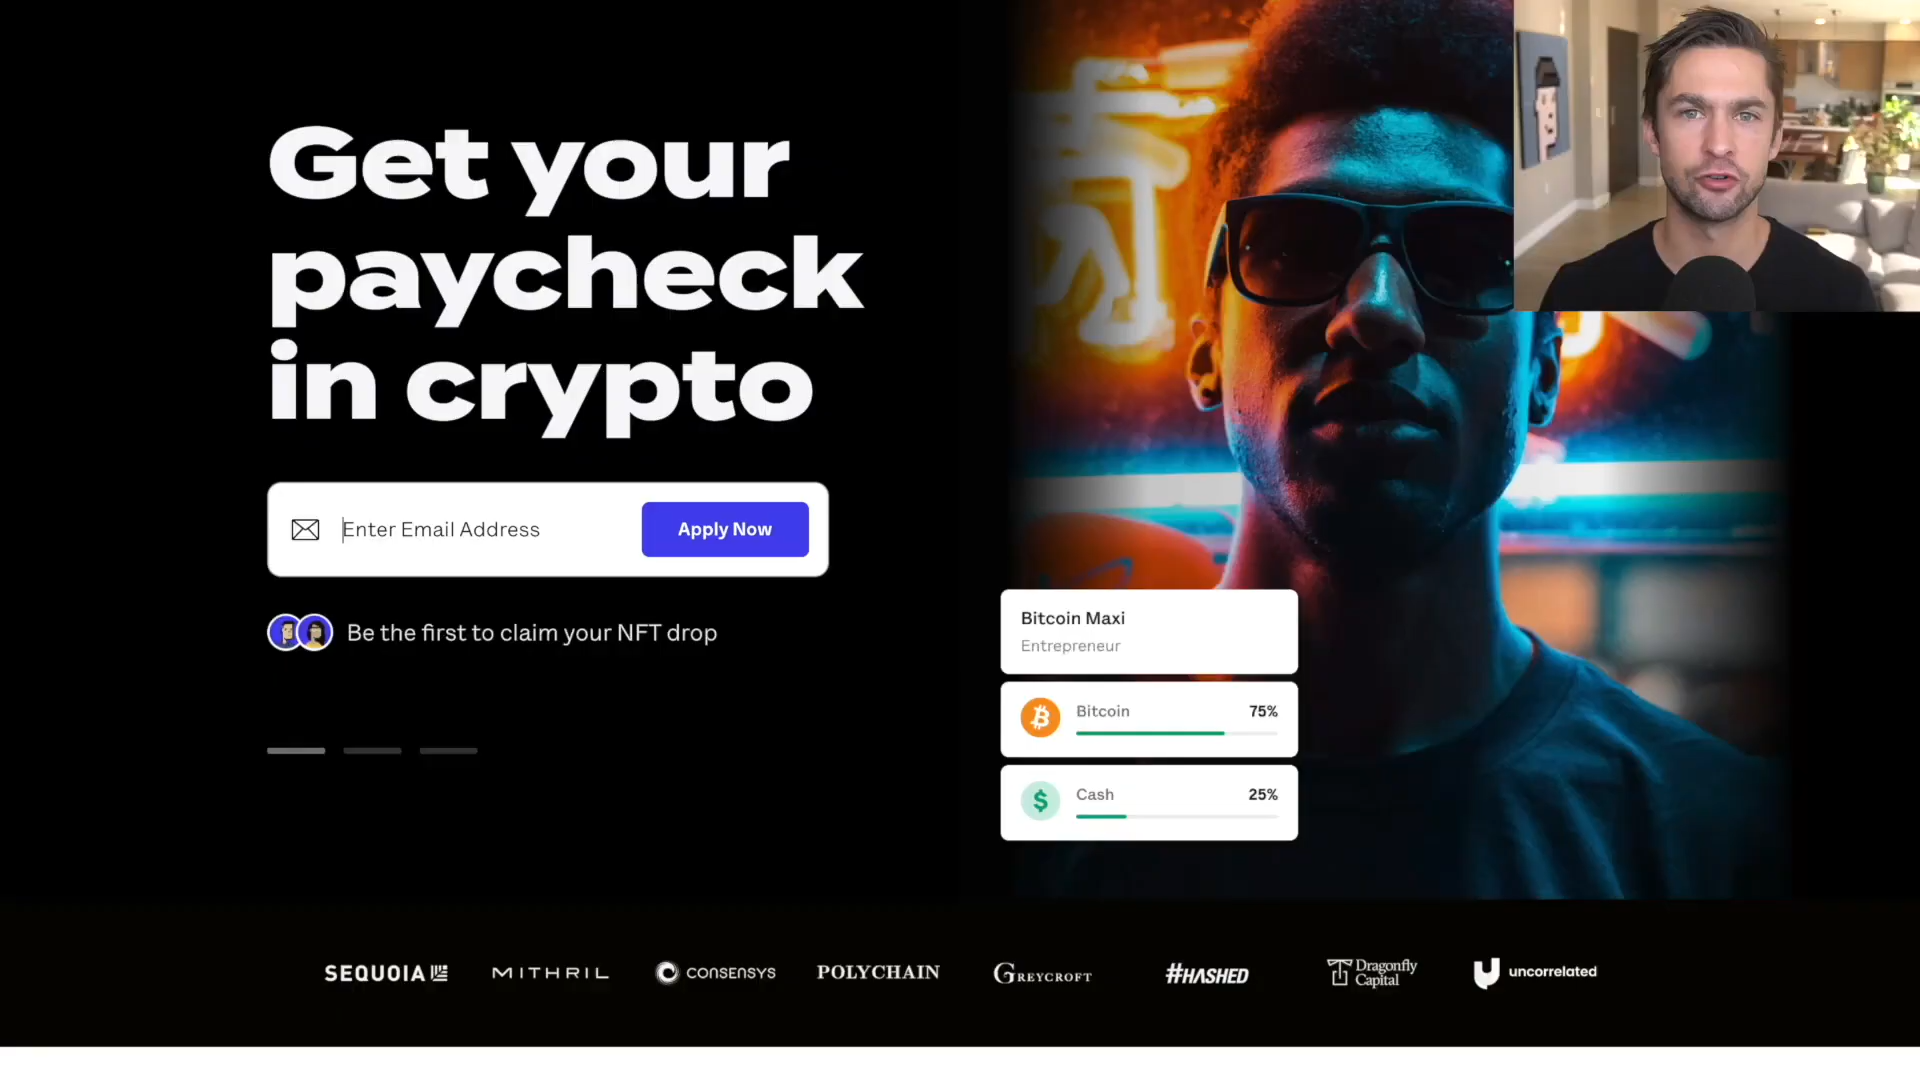 Get your
paycheck
in crypto
Enter Email Address
Apply Now
Be the first to claim your NFT drop
Bitcoin Maxi
Entrepreneur
Bitcoin 75%
$
Cash 25%
SEQUOIA MITHRIL CONSENSYS POLYCHAIN GREYCROFT #HASHED Dragonfly Capital uncorrelated